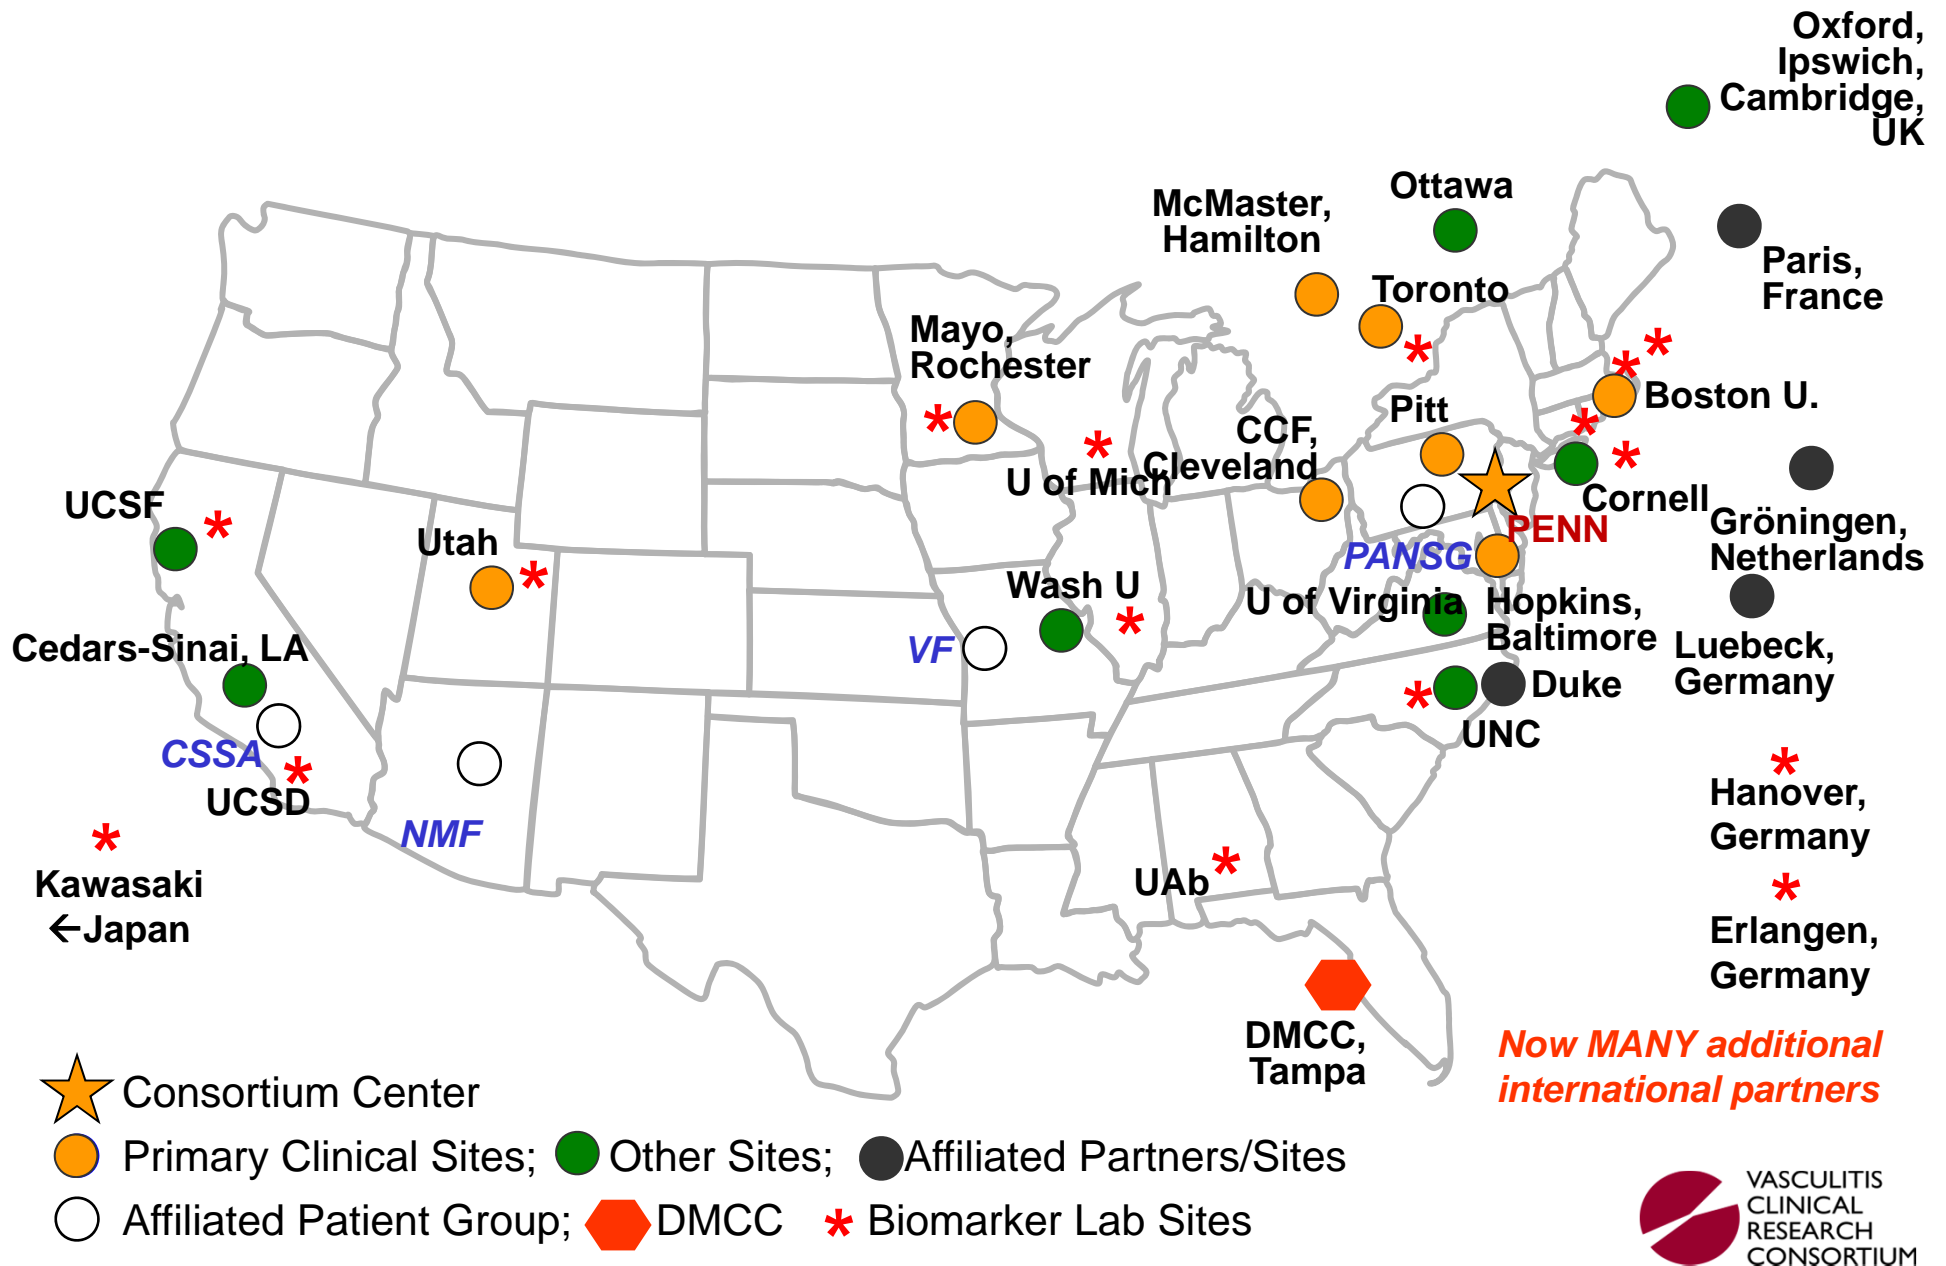 Oxford,
Ipswich,
Cambridge,
UK
Ottawa
McMaster,
Hamilton
Toronto
Paris,
France
Mayo,
Rochester
Boston U.
Pitt
CCF,
Cleveland
U of Mich
Cornell
UCSF
PENN
Gröningen,
Netherlands
Utah
PANSG
Wash U
U of Virginia
Hopkins,
Baltimore
Cedars-Sinai, LA
VF
Luebeck,
Germany
Duke
UNC
CSSA
UCSD
NMF
Hanover,
Germany
Kawasaki
←Japan
UAb
Erlangen,
Germany
DMCC,
Tampa
Now MANY additional
international partners
Consortium Center
Primary Clinical Sites; Other Sites; Affiliated Partners/Sites
Affiliated Patient Group; DMCC * Biomarker Lab Sites
VASCULITIS
CLINICAL
RESEARCH
CONSORTIUM